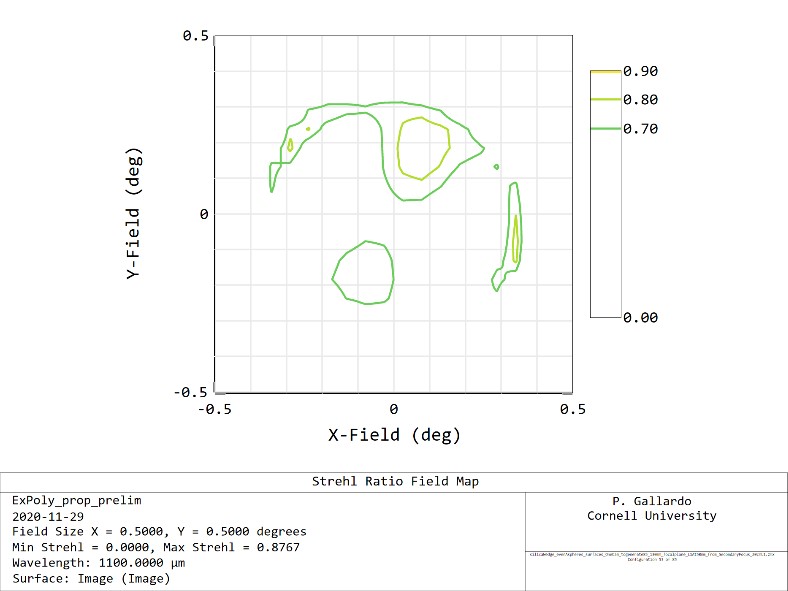 0.5
0
-0.5
Y-Field (deg)
-0.5
0
0.5
X-Field (deg)
0.90
0.80
0.70
0.00
Strehl Ratio Field Map
ExPoly_prop_prelim
2020-11-29
Field Size X = 0.5000, Y = 0.5000 degrees
Min Strehl = 0.0000, Max Strehl = 0.8767
Wavelength: 1100.0000 µm
Surface: Image (Image)
P. Gallardo
Cornell University